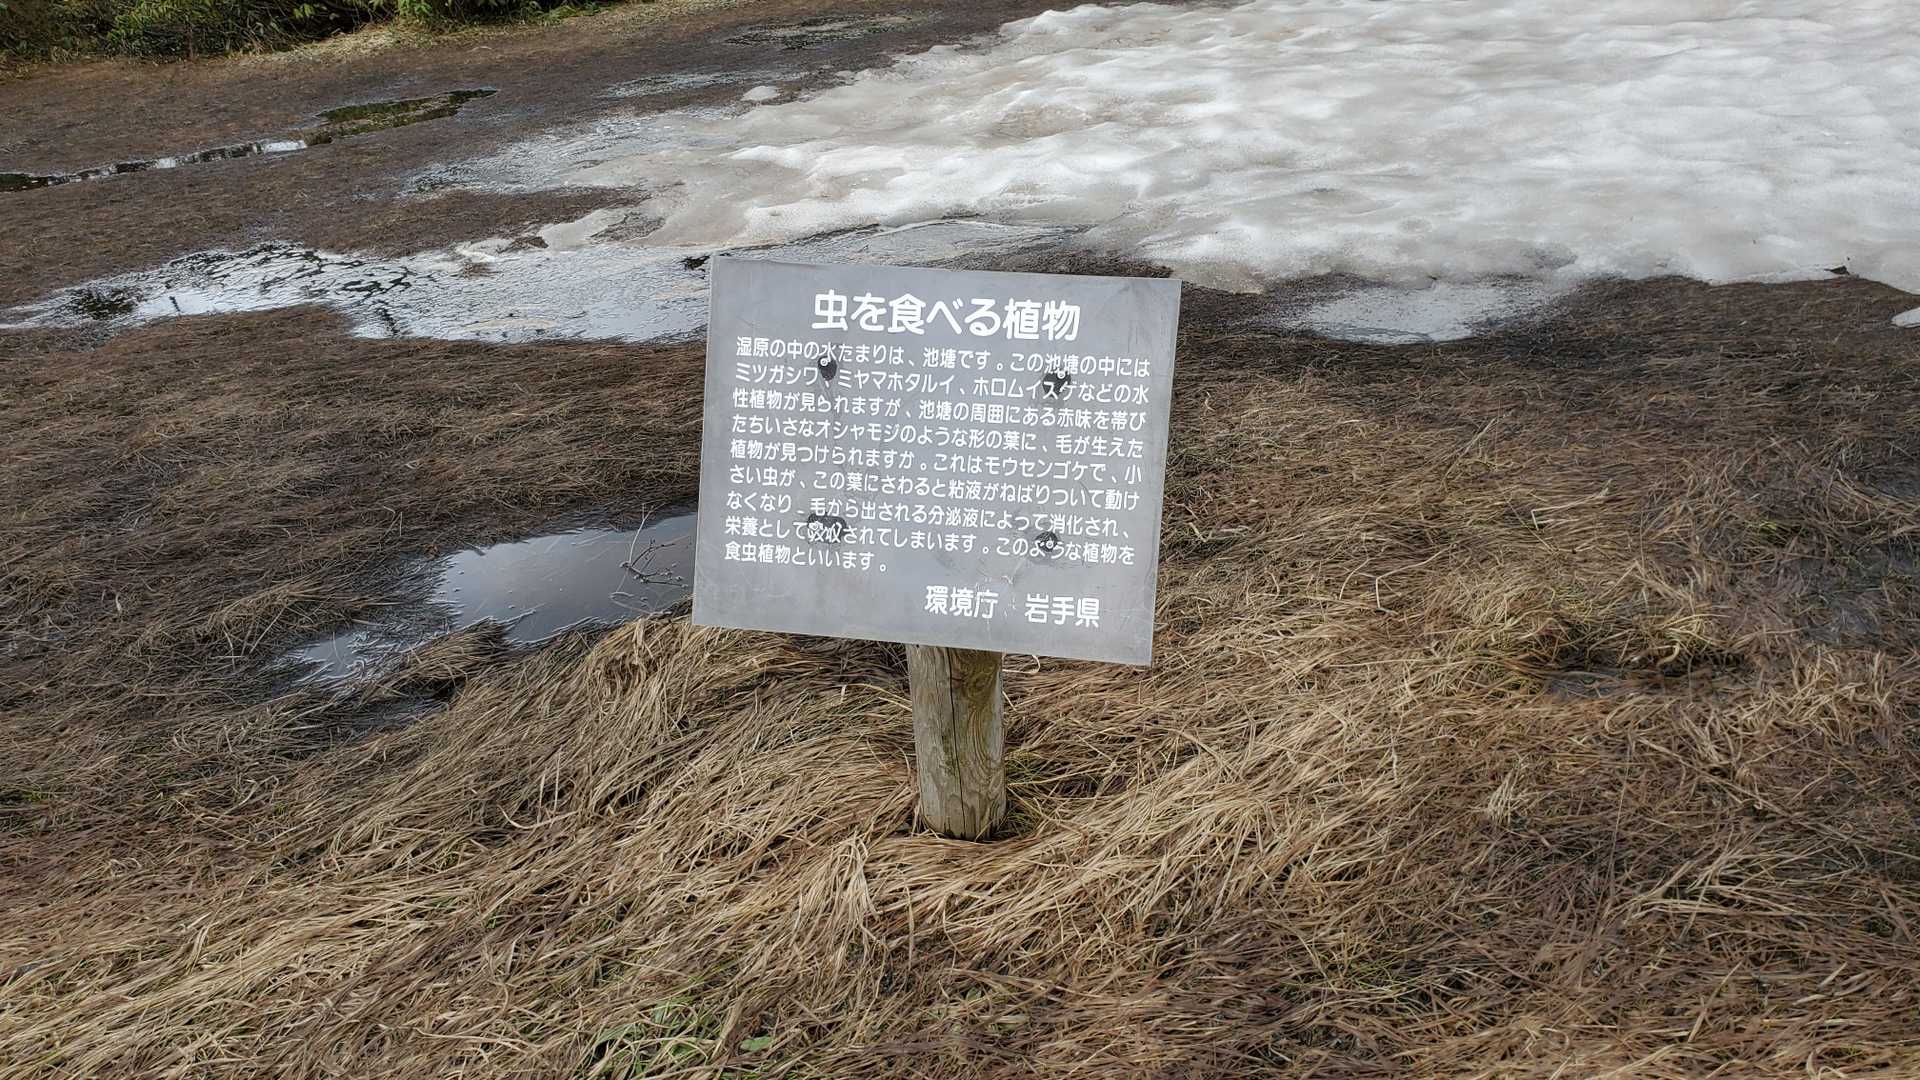 虫を食べる植物
湿原の中の水たまりは、池塘です。この池塘の中には
ミツガシワ、ミヤマホタルイ、ホロムイスゲなどの水
性植物が見られますが、池塘の周囲にある赤味を帯び
たちいさなオシャモジのような形の葉に、毛が生えた
植物が見つけられますか。これはモウセンゴケで、小
さい虫が、この葉にさわると粘液がねばりついて動け
なくなり、毛から出される分泌液によって消化され、
栄養として吸収されてしまいます。このような植物を
食虫植物といいます。
環境庁 岩手県